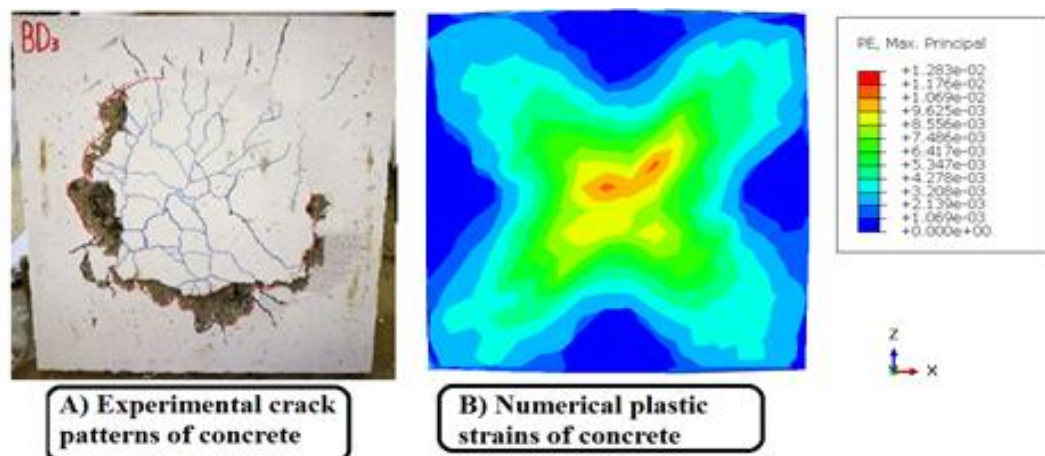 BD3
PE, Max. Principal
+1.283e-02
+1.176e-02
+1.069e-02
+9.625e-03
+8.556e-03
+7.486e-03
+6.417e-03
+5.347e-03
+4.278e-03
+3.208e-03
+2.139e-03
+1.069e-03
+0.000e+00
Z
X
A) Experimental crack
patterns of concrete
B) Numerical plastic
strains of concrete